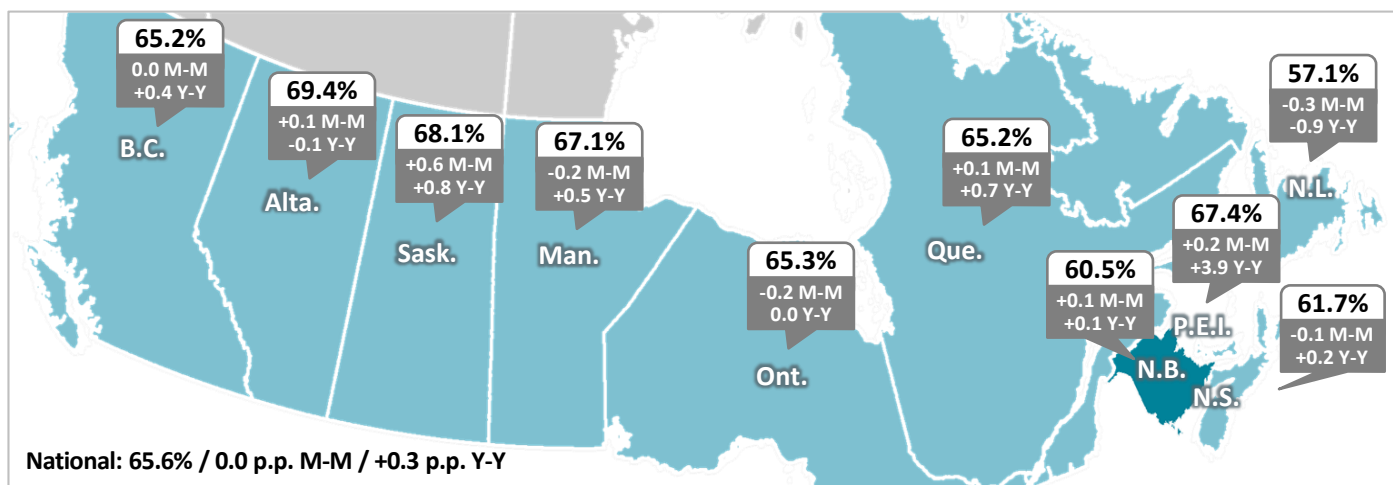 65.2%
0.0 M-M
+0.4 Y-Y
B.C.
69.4%
+0.1 M-M
-0.1 Y-Y
Alta.
68.1%
+0.6 M-M
+0.8 Y-Y
Sask.
67.1%
-0.2 M-M
+0.5 Y-Y
Man.
65.3%
-0.2 M-M
0.0 Y-Y
Ont.
65.2%
+0.1 M-M
+0.7 Y-Y
Que.
57.1%
-0.3 M-M
-0.9 Y-Y
N.L.
67.4%
+0.2 M-M
+3.9 Y-Y
P.E.I.
60.5%
+0.1 M-M
+0.1 Y-Y
N.B.
61.7%
-0.1 M-M
+0.2 Y-Y
N.S.
National: 65.6% / 0.0 p.p. M-M / +0.3 p.p. Y-Y